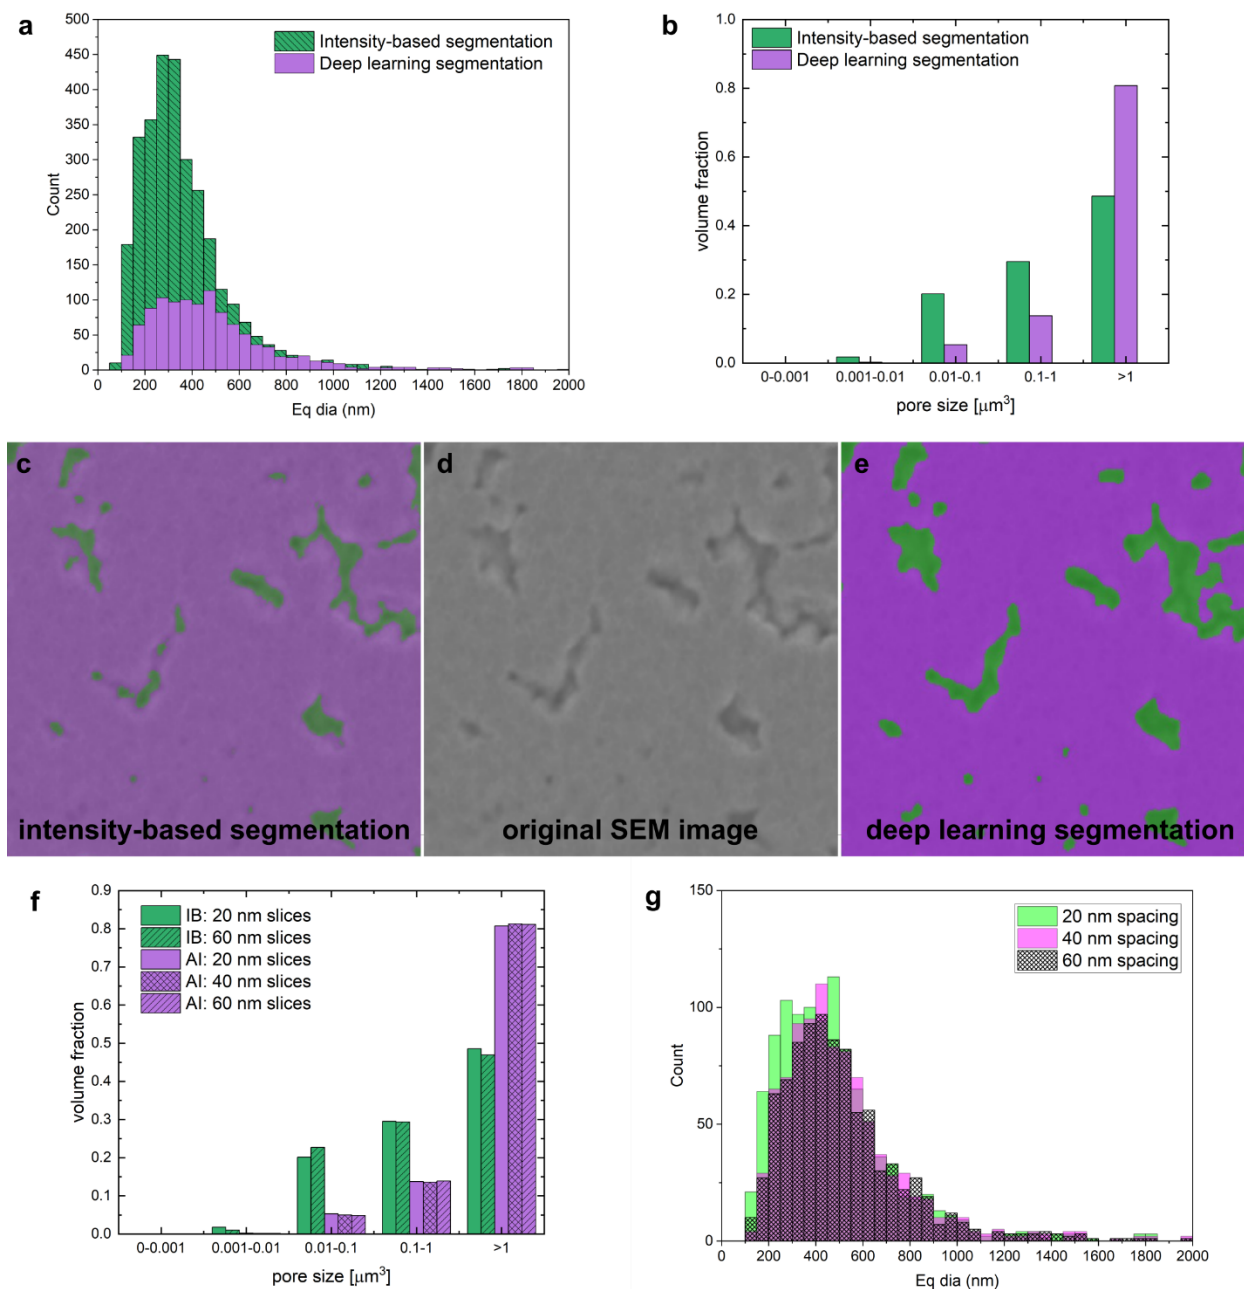 a
500
450
400
350
300
250
200
150
100
50
0
Count
Intensity-based segmentation
Deep learning segmentation
0 200 400 600 800 1000 1200 1400 1600 1800 2000
Eq dia (nm)
b
1.0
0.8
0.6
0.4
0.2
0.0
volume fraction
Intensity-based segmentation
Deep learning segmentation
0-0.001 0.001-0.01 0.01-0.1 0.1-1 >1
pore size [μm³]
c
intensity-based segmentation
d
original SEM image
e
deep learning segmentation
f
0.9
0.8
0.7
0.6
0.5
0.4
0.3
0.2
0.1
0.0
volume fraction
IB: 20 nm slices
IB: 60 nm slices
AI: 20 nm slices
AI: 40 nm slices
AI: 60 nm slices
0-0.001 0.001-0.01 0.01-0.1 0.1-1 >1
pore size [μm³]
g
150
100
50
0
Count
20 nm spacing
40 nm spacing
60 nm spacing
200 400 600 800 1000 1200 1400 1600 1800 2000
Eq dia (nm)